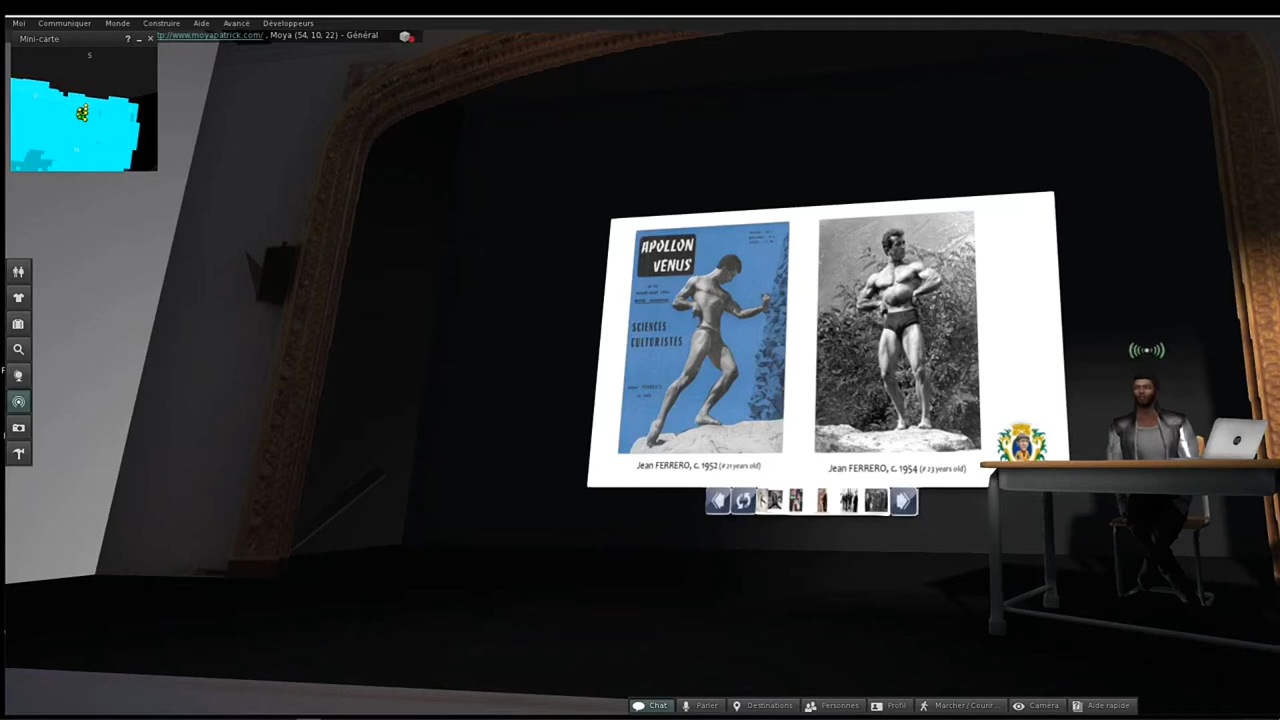 Moi Communiquer Monde Construire Aide Avancé Développeurs
Mini-carte ? _ ×
tp://www.moyapatrick.com/ , Moya (54, 10, 22) - Général
S
APOLLON
VENUS
SCIENCES
CULTURISTES
Jean FERRERO, c. 1952 (# 21 years old)
Jean FERRERO, c. 1954 (# 23 years old)
Chat Parler Destinations Personnes Profil Marcher / Courir... Caméra Aide rapide